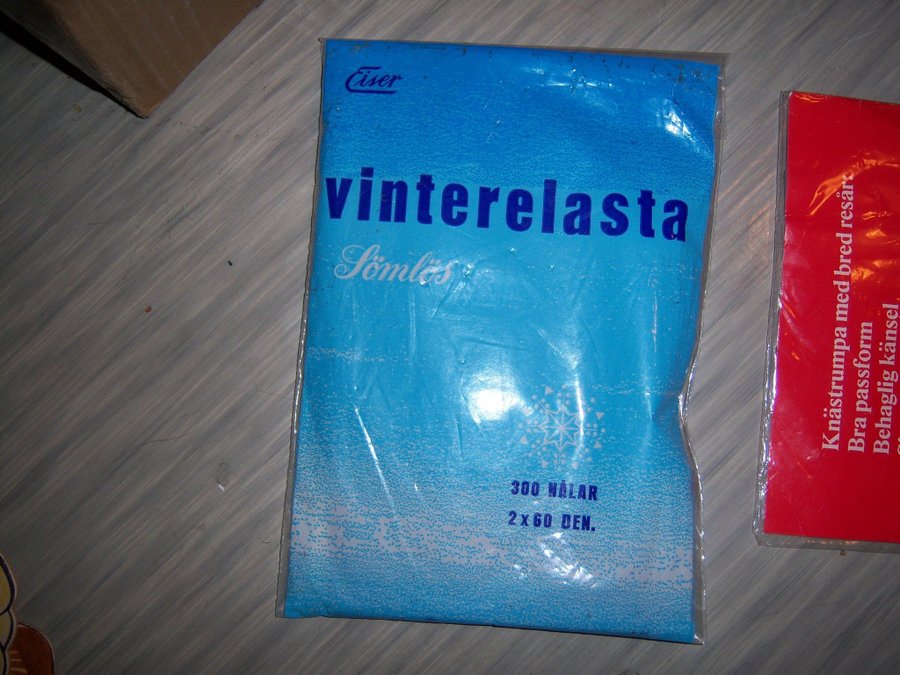 Eiser
vinterelasta
Sömlös
300 NÅLAR
2 x 60 DEN.
Knästrumpa med bred resår.
Bra passform
Behaglig känsel